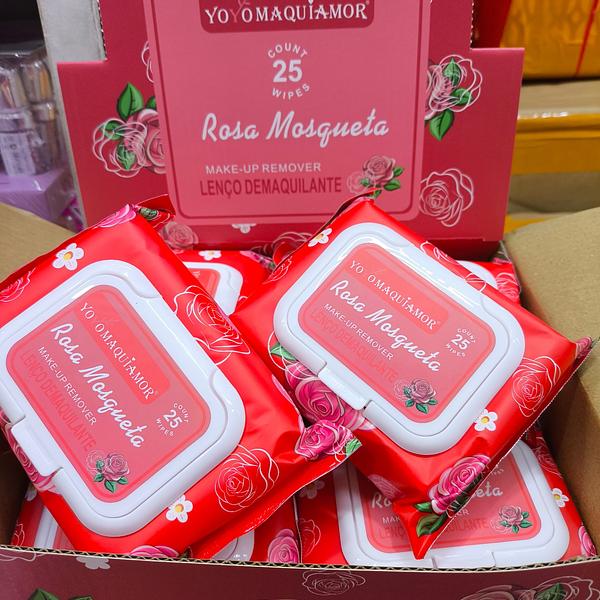 YOYOMAQUIAMOR®
COUNT
25
WIPES
Rosa Mosqueta
MAKE-UP REMOVER
LENÇO DEMAQUILANTE
YOYOMAQUIAMOR®
Rosa Mosqueta
MAKE-UP REMOVER
LENÇO DEMAQUILANTE
COUNT
25
WIPES
YOYOMAQUIAMOR®
Rosa Mosqueta
MAKE-UP REMOVER
LENÇO DEMAQUILANTE
COUNT
25
WIPES
Mosqueta